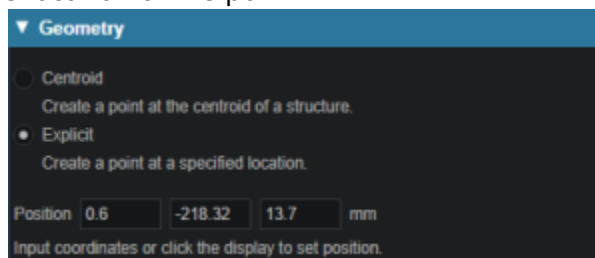 ▼ Geometry
Centroid
Create a point at the centroid of a structure.
Explicit
Create a point at a specified location.
Position 0.6 -218.32 13.7 mm
Input coordinates or click the display to set position.